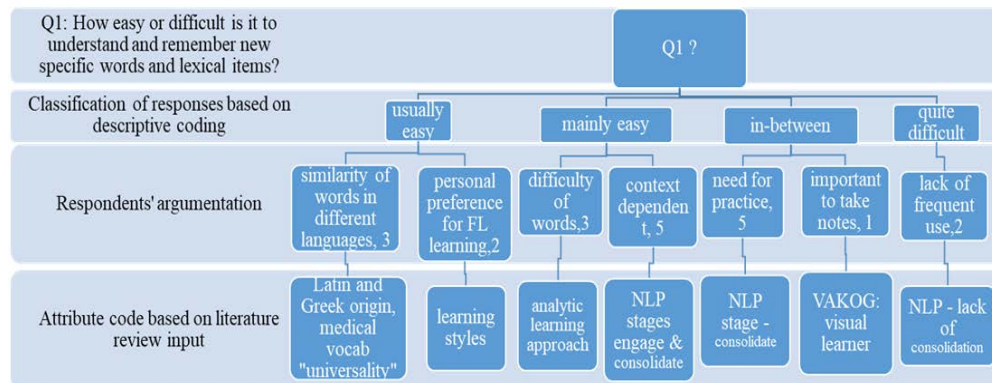 Q1: How easy or difficult is it to
understand and remember new
specific words and lexical items?
Q1 ?
Classification of responses based on
descriptive coding
usually
easy
mainly easy
in-between
quite
difficult
Respondents' argumentation
similarity of
words in
different
languages, 3
personal
preference
for FL
learning,2
difficulty
of
words,3
context
dependen
t, 5
need for
practice,
5
important
to take
notes, 1
lack of
frequent
use,2
Attribute code based on literature
review input
Latin and
Greek origin,
medical
vocab
"universality"
learning
styles
analytic
learning
approach
NLP
stages
engage &
consolidate
NLP
stage -
consolidate
VAKOG:
visual
learner
NLP - lack
of
consolidation